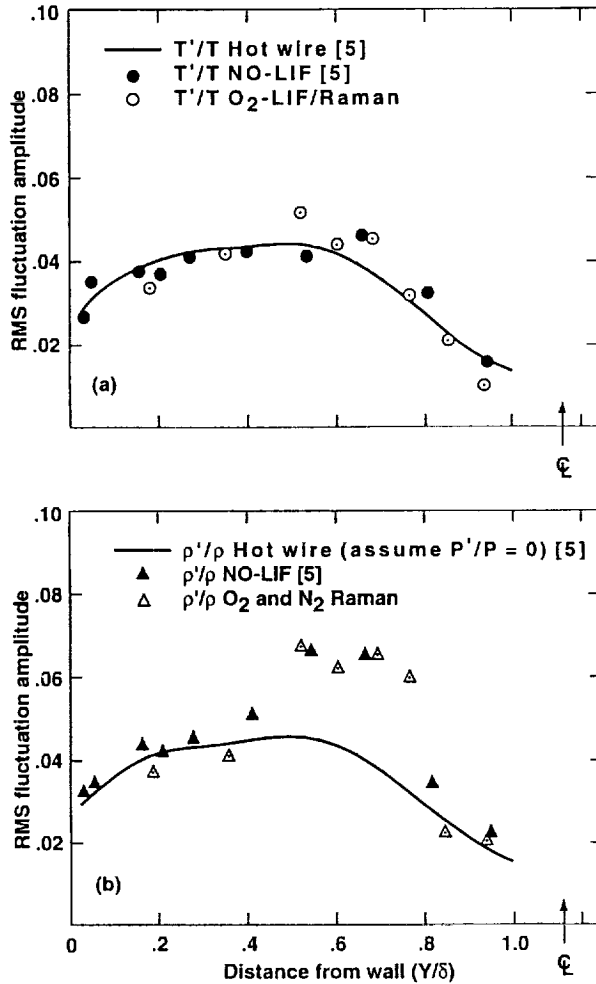 T'/T Hot wire [5]
T'/T NO-LIF [5]
T'/T O₂-LIF/Raman
.10
.08
.06
.04
.02
RMS fluctuation amplitude
(a)
℄
ρ'/ρ Hot wire (assume P'/P = 0) [5]
ρ'/ρ NO-LIF [5]
ρ'/ρ O₂ and N₂ Raman
.10
.08
.06
.04
.02
RMS fluctuation amplitude
(b)
0 .2 .4 .6 .8 1.0
Distance from wall (Y/δ)
℄